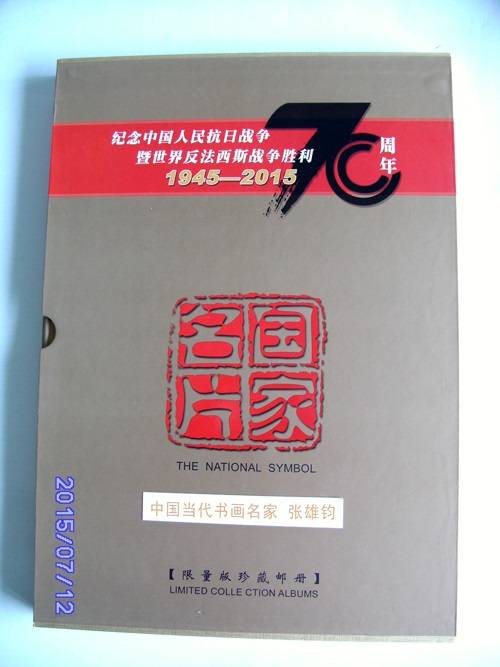 纪念中国人民抗日战争
暨世界反法西斯战争胜利
1945—2015
70
周年
国家
名片
THE NATIONAL SYMBOL
中国当代书画名家 张雄钧
【限量版珍藏邮册】
LIMITED COLLE CTION ALBUMS
2015/07/12